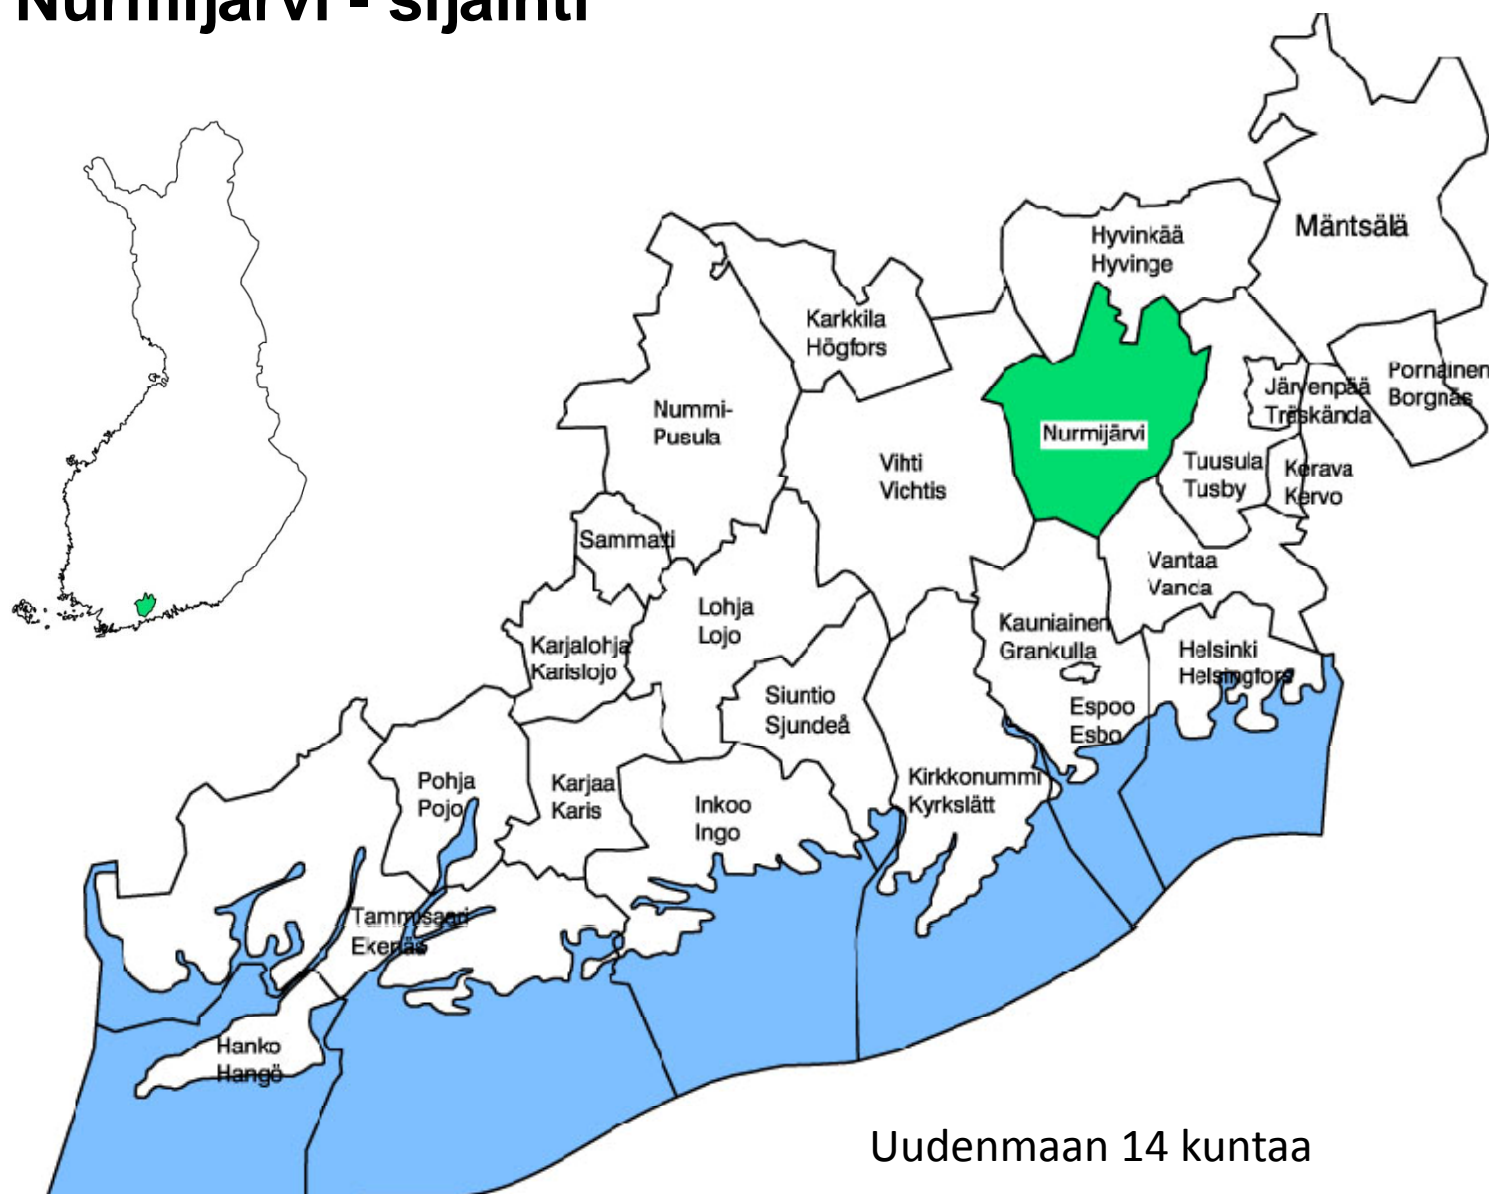 Nurmijärvi - sijainti
Mäntsälä
Hyvinkää
Hyvinge
Karkkila
Högfors
Pornainen
Borgnäs
Järvenpää
Träskända
Nummi-
Pusula
Nurmijärvi
Vihti
Vichtis
Tuusula
Tusby
Kerava
Kervo
Sammatti
Vantaa
Vanda
Lohja
Lojo
Kauniainen
Grankulla
Karjalohja
Karislojo
Helsinki
Helsingfors
Siuntio
Sjundeå
Espoo
Esbo
Pohja
Pojo
Karjaa
Karis
Kirkkonummi
Kyrkslätt
Inkoo
Ingo
Tammisaari
Ekenäs
Hanko
Hangö
Uudenmaan 14 kuntaa